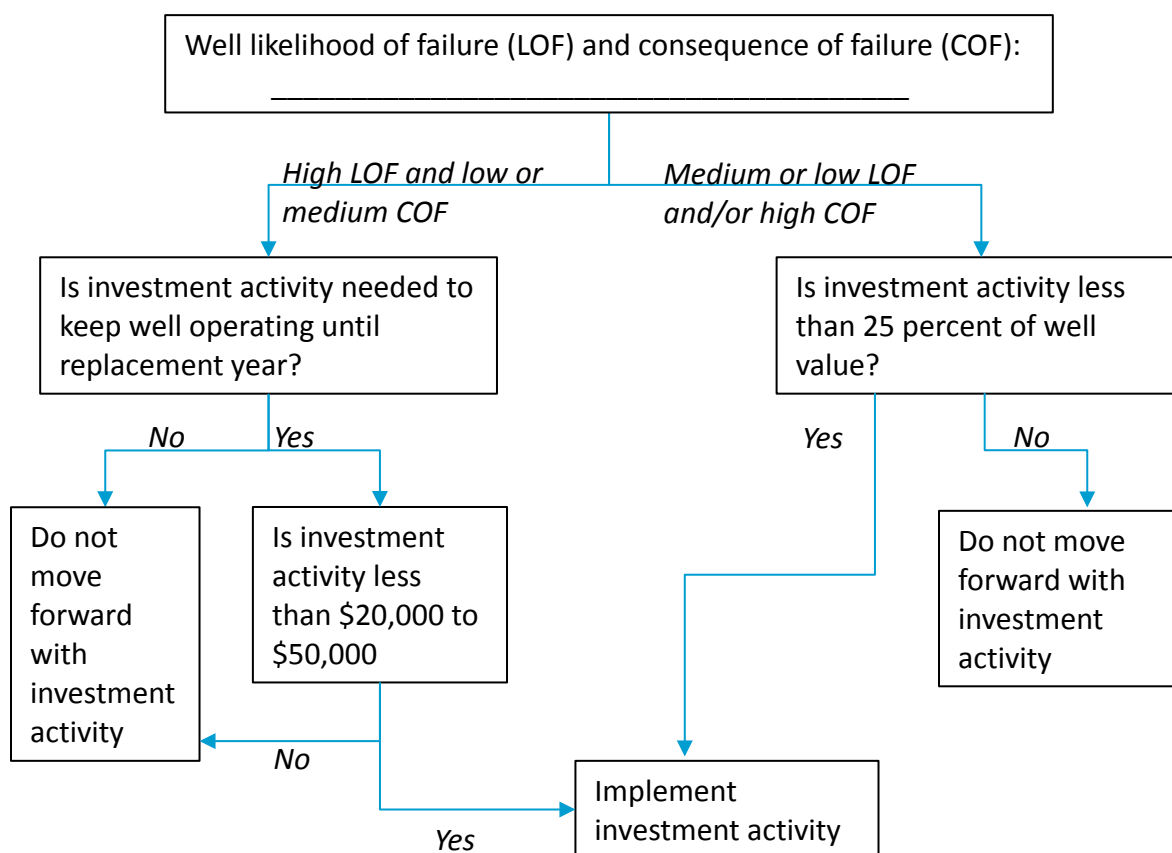 Well likelihood of failure (LOF) and consequence of failure (COF):
________________________________________
High LOF and low or
medium COF
Medium or low LOF
and/or high COF
Is investment activity needed to
keep well operating until
replacement year?
Is investment activity less
than 25 percent of well
value?
No
Yes
Yes
No
Do not
move
forward
with
investment
activity
Is investment
activity less
than $20,000 to
$50,000
Do not move
forward with
investment
activity
No
Yes
Implement
investment activity